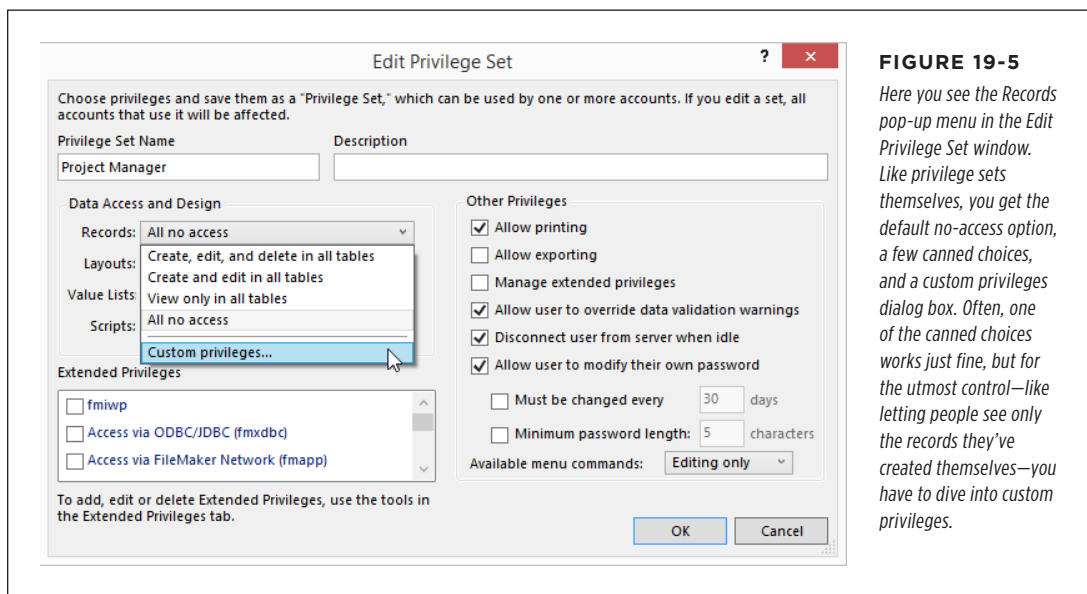 Edit Privilege Set
?
×
Choose privileges and save them as a "Privilege Set," which can be used by one or more accounts. If you edit a set, all
accounts that use it will be affected.
Privilege Set Name
Description
Project Manager
Data Access and Design
Records: All no access
Create, edit, and delete in all tables
Layouts:
Create and edit in all tables
View only in all tables
Value Lists:
All no access
Scripts:
Custom privileges...
Extended Privileges
fmiwp
Access via ODBC/JDBC (fmxdbc)
Access via FileMaker Network (fmapp)
To add, edit or delete Extended Privileges, use the tools in
the Extended Privileges tab.
Other Privileges
Allow printing
Allow exporting
Manage extended privileges
Allow user to override data validation warnings
Disconnect user from server when idle
Allow user to modify their own password
Must be changed every 30 days
Minimum password length: 5 characters
Available menu commands: Editing only
OK
Cancel
FIGURE 19-5
Here you see the Records
pop-up menu in the Edit
Privilege Set window.
Like privilege sets
themselves, you get the
default no-access option,
a few canned choices,
and a custom privileges
dialog box. Often, one
of the canned choices
works just fine, but for
the utmost control—like
letting people see only
the records they've
created themselves—you
have to dive into custom
privileges.